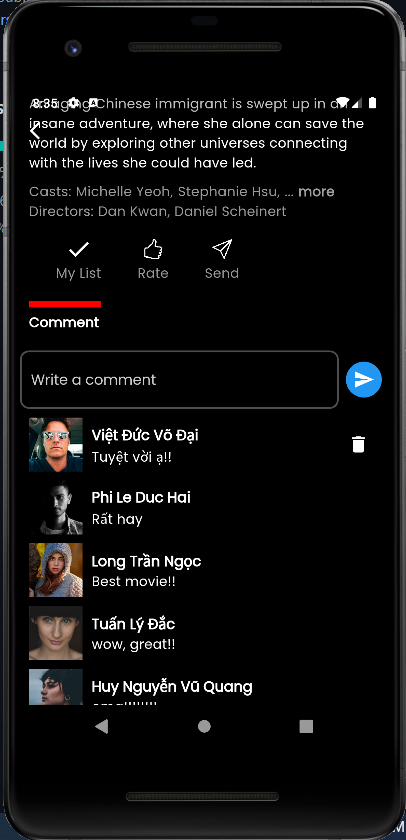 8:35
An aging Chinese immigrant is swept up in an
insane adventure, where she alone can save the
world by exploring other universes connecting
with the lives she could have led.
Casts: Michelle Yeoh, Stephanie Hsu, ... more
Directors: Dan Kwan, Daniel Scheinert
My List Rate Send
Comment
Write a comment
Việt Đức Võ Đại
Tuyệt vời ạ!!
Phi Le Duc Hai
Rất hay
Long Trần Ngọc
Best movie!!
Tuấn Lý Đắc
wow, great!!
Huy Nguyễn Vũ Quang